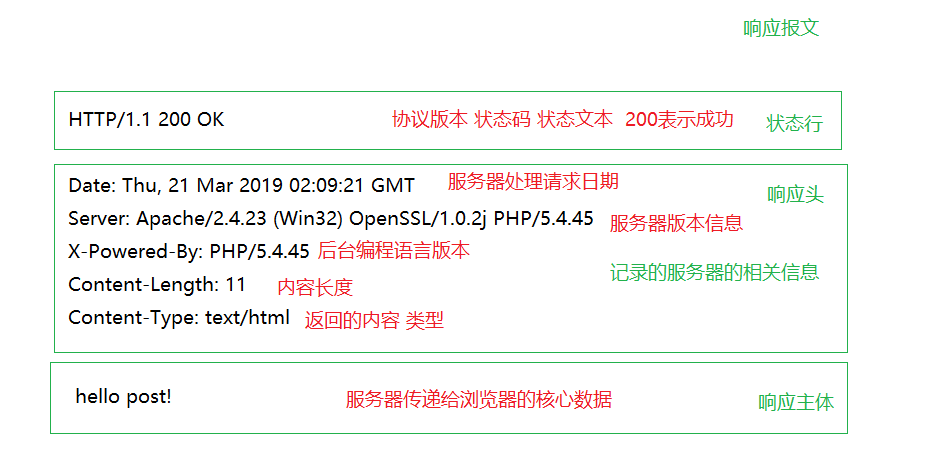 响应报文
HTTP/1.1 200 OK 协议版本 状态码 状态文本 200表示成功 状态行
Date: Thu, 21 Mar 2019 02:09:21 GMT 服务器处理请求日期 响应头
Server: Apache/2.4.23 (Win32) OpenSSL/1.0.2j PHP/5.4.45 服务器版本信息
X-Powered-By: PHP/5.4.45 后台编程语言版本
记录的服务器的相关信息
Content-Length: 11 内容长度
Content-Type: text/html 返回的内容 类型
hello post! 服务器传递给浏览器的核心数据 响应主体